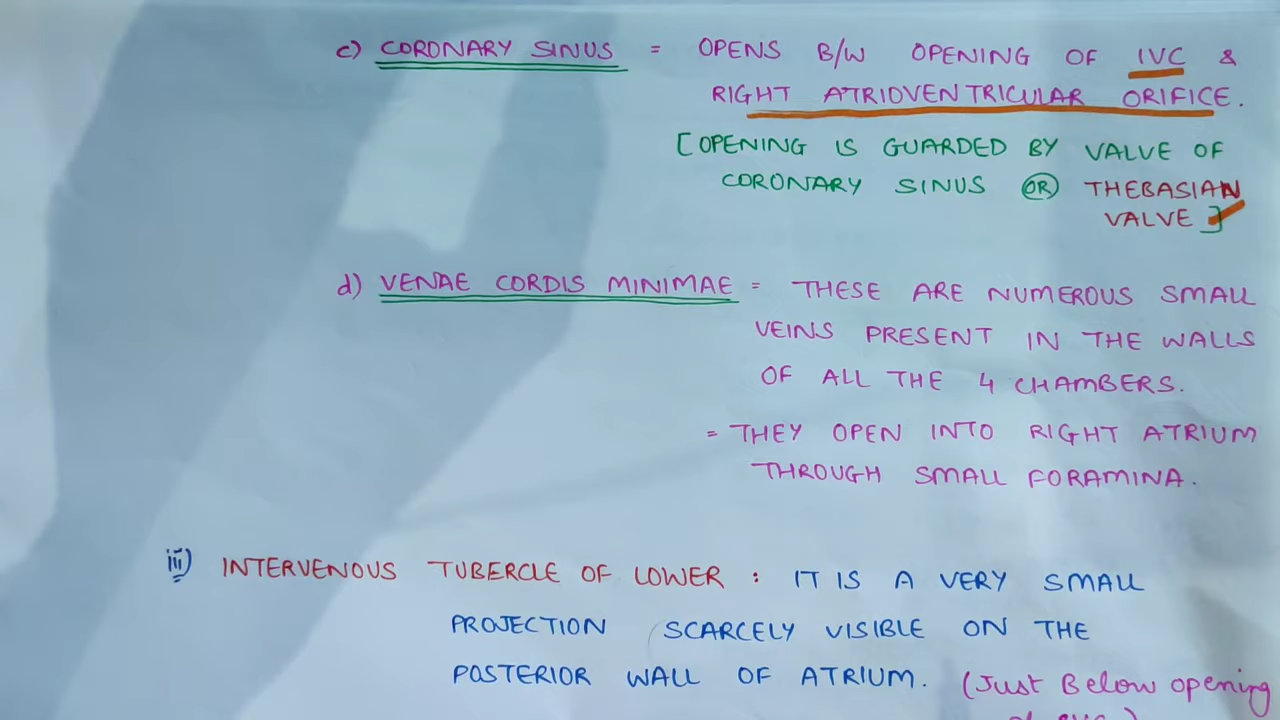 c) CORONARY SINUS = OPENS B/W OPENING OF IVC &
RIGHT ATRIOVENTRICULAR ORIFICE.
[OPENING IS GUARDED BY VALVE OF
CORONARY SINUS OR THEBASIAN
VALVE]
d) VENAE CORDIS MINIMAE = THESE ARE NUMEROUS SMALL
VEINS PRESENT IN THE WALLS
OF ALL THE 4 CHAMBERS.
= THEY OPEN INTO RIGHT ATRIUM
THROUGH SMALL FORAMINA.
iii) INTERVENOUS TUBERCLE OF LOWER : IT IS A VERY SMALL
PROJECTION SCARCELY VISIBLE ON THE
POSTERIOR WALL OF ATRIUM. (Just Below opening